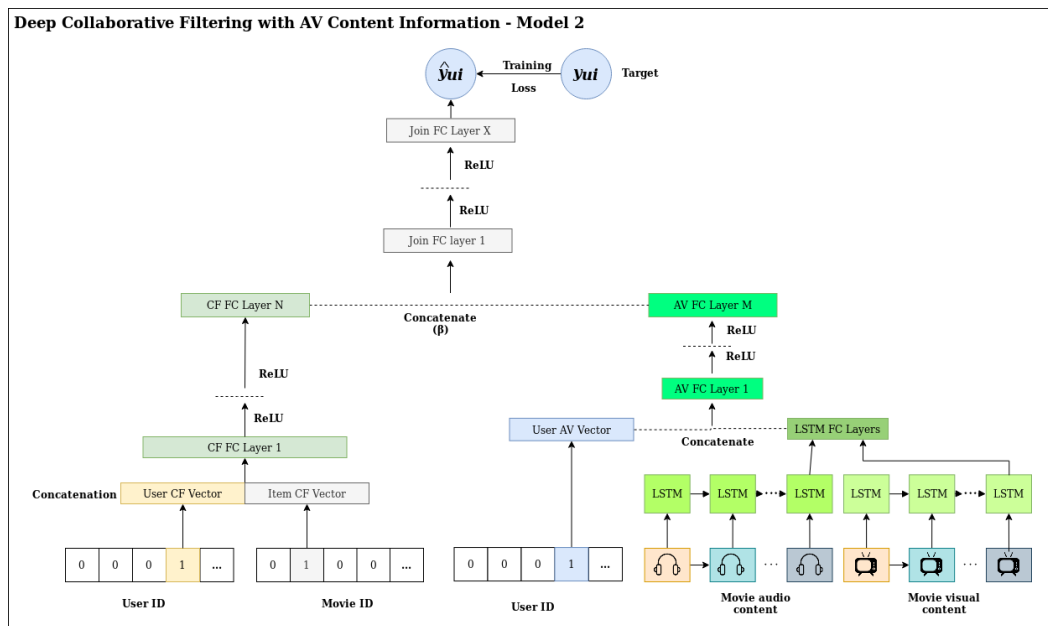 Deep Collaborative Filtering with AV Content Information - Model 2
ŷui
Training
Loss
yui
Target
Join FC Layer X
ReLU
ReLU
Join FC layer 1
CF FC Layer N
Concatenate
(β)
AV FC Layer M
ReLU
ReLU
AV FC Layer 1
ReLU
ReLU
CF FC Layer 1
User AV Vector
Concatenate
LSTM FC Layers
Concatenation
User CF Vector
Item CF Vector
LSTM LSTM ... LSTM LSTM LSTM ... LSTM
0 0 0 1 ...
0 1 0 0 ...
0 0 0 1 ...
... ...
User ID
Movie ID
User ID
Movie audio
content
Movie visual
content